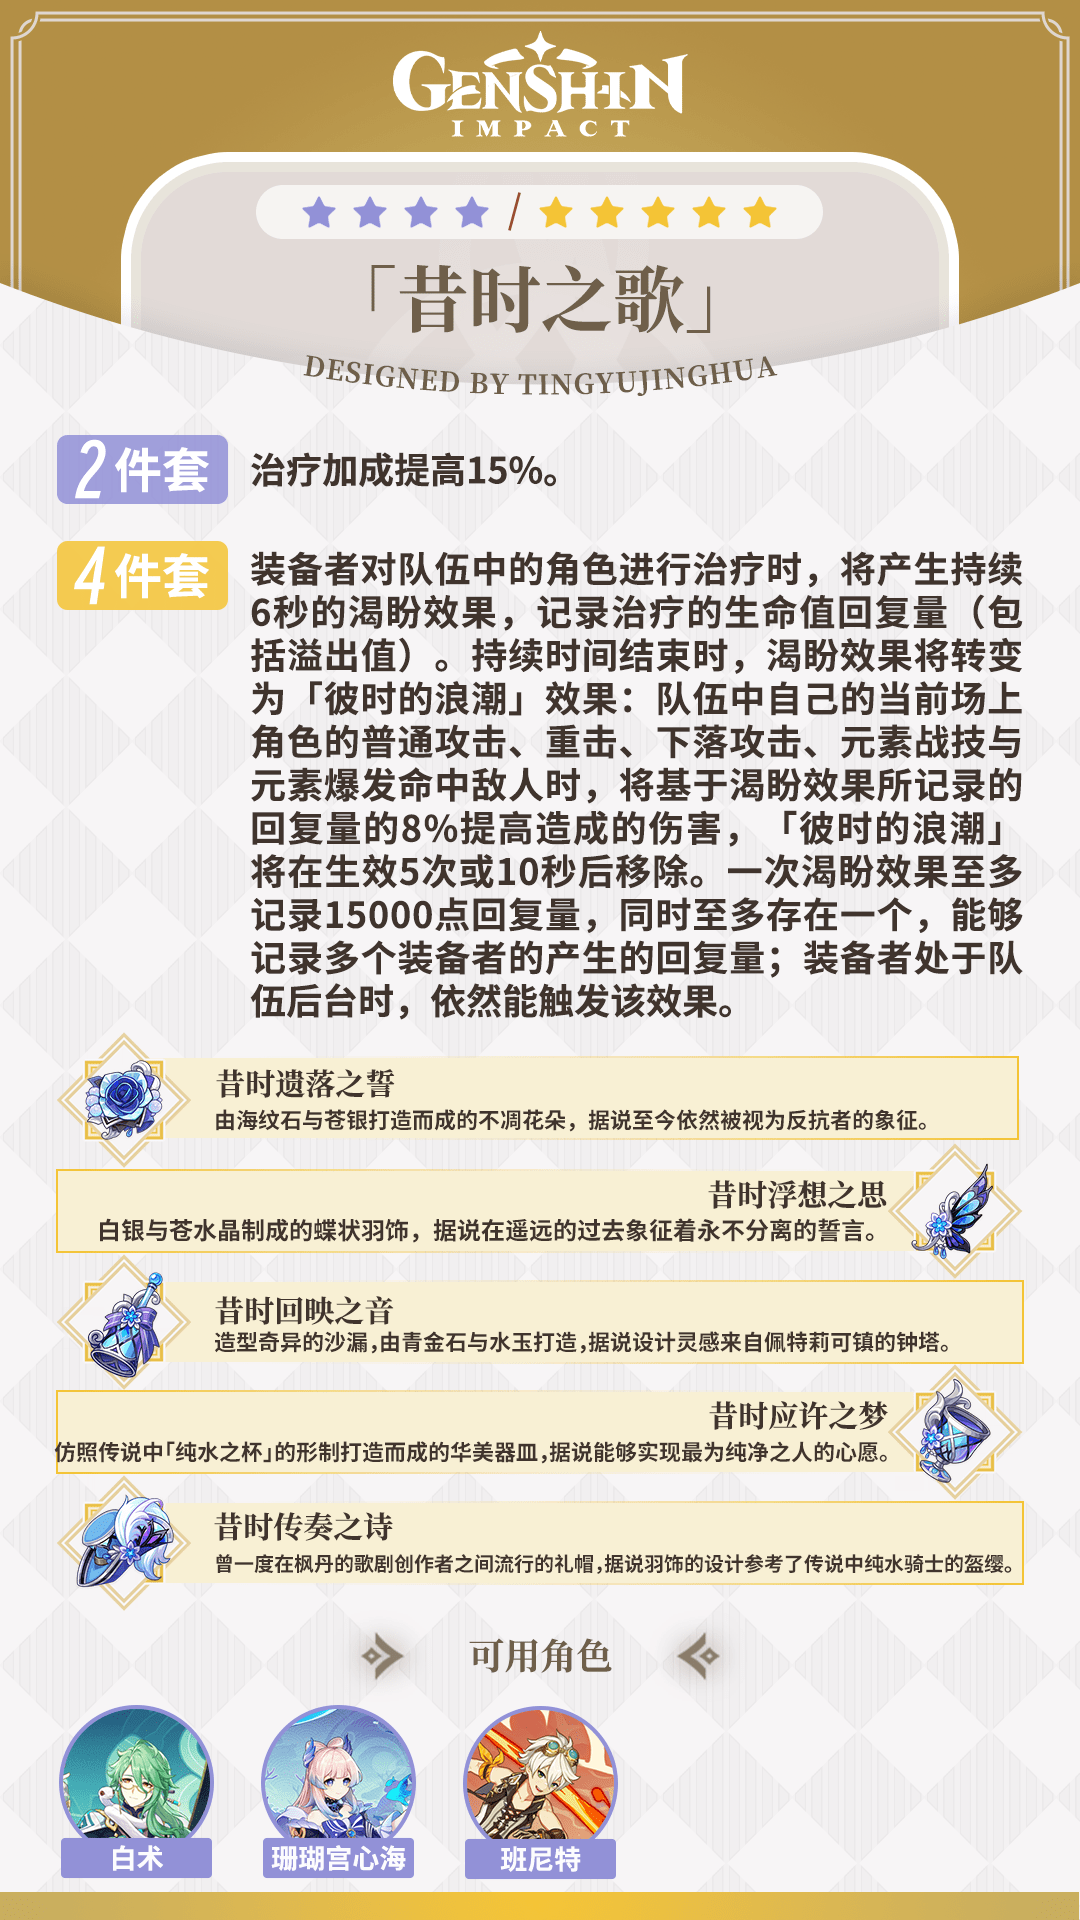 GENSHIN
IMPACT
「昔时之歌」
DESIGNED BY TINGYUJINGHUA
2件套
治疗加成提高15%。
4件套
装备者对队伍中的角色进行治疗时，将产生持续
6秒的渴盼效果，记录治疗的生命值回复量（包
括溢出值）。持续时间结束时，渴盼效果将转变
为「彼时的浪潮」效果：队伍中自己的当前场上
角色的普通攻击、重击、下落攻击、元素战技与
元素爆发命中敌人时，将基于渴盼效果所记录的
回复量的8%提高造成的伤害，「彼时的浪潮」
将在生效5次或10秒后移除。一次渴盼效果至多
记录15000点回复量，同时至多存在一个，能够
记录多个装备者的产生的回复量；装备者处于队
伍后台时，依然能触发该效果。
昔时遗落之誓
由海纹石与苍银打造而成的不凋花朵，据说至今依然被视为反抗者的象征。
昔时浮想之思
白银与苍水晶制成的蝶状羽饰，据说在遥远的过去象征着永不分离的誓言。
昔时回映之音
造型奇异的沙漏，由青金石与水玉打造，据说设计灵感来自佩特莉可镇的钟塔。
昔时应许之梦
仿照传说中「纯水之杯」的形制打造而成的华美器皿，据说能够实现最为纯净之人的心愿。
昔时传奏之诗
曾一度在枫丹的歌剧创作者之间流行的礼帽，据说羽饰的设计参考了传说中纯水骑士的盔缨。
可用角色
白术
珊瑚宫心海
班尼特